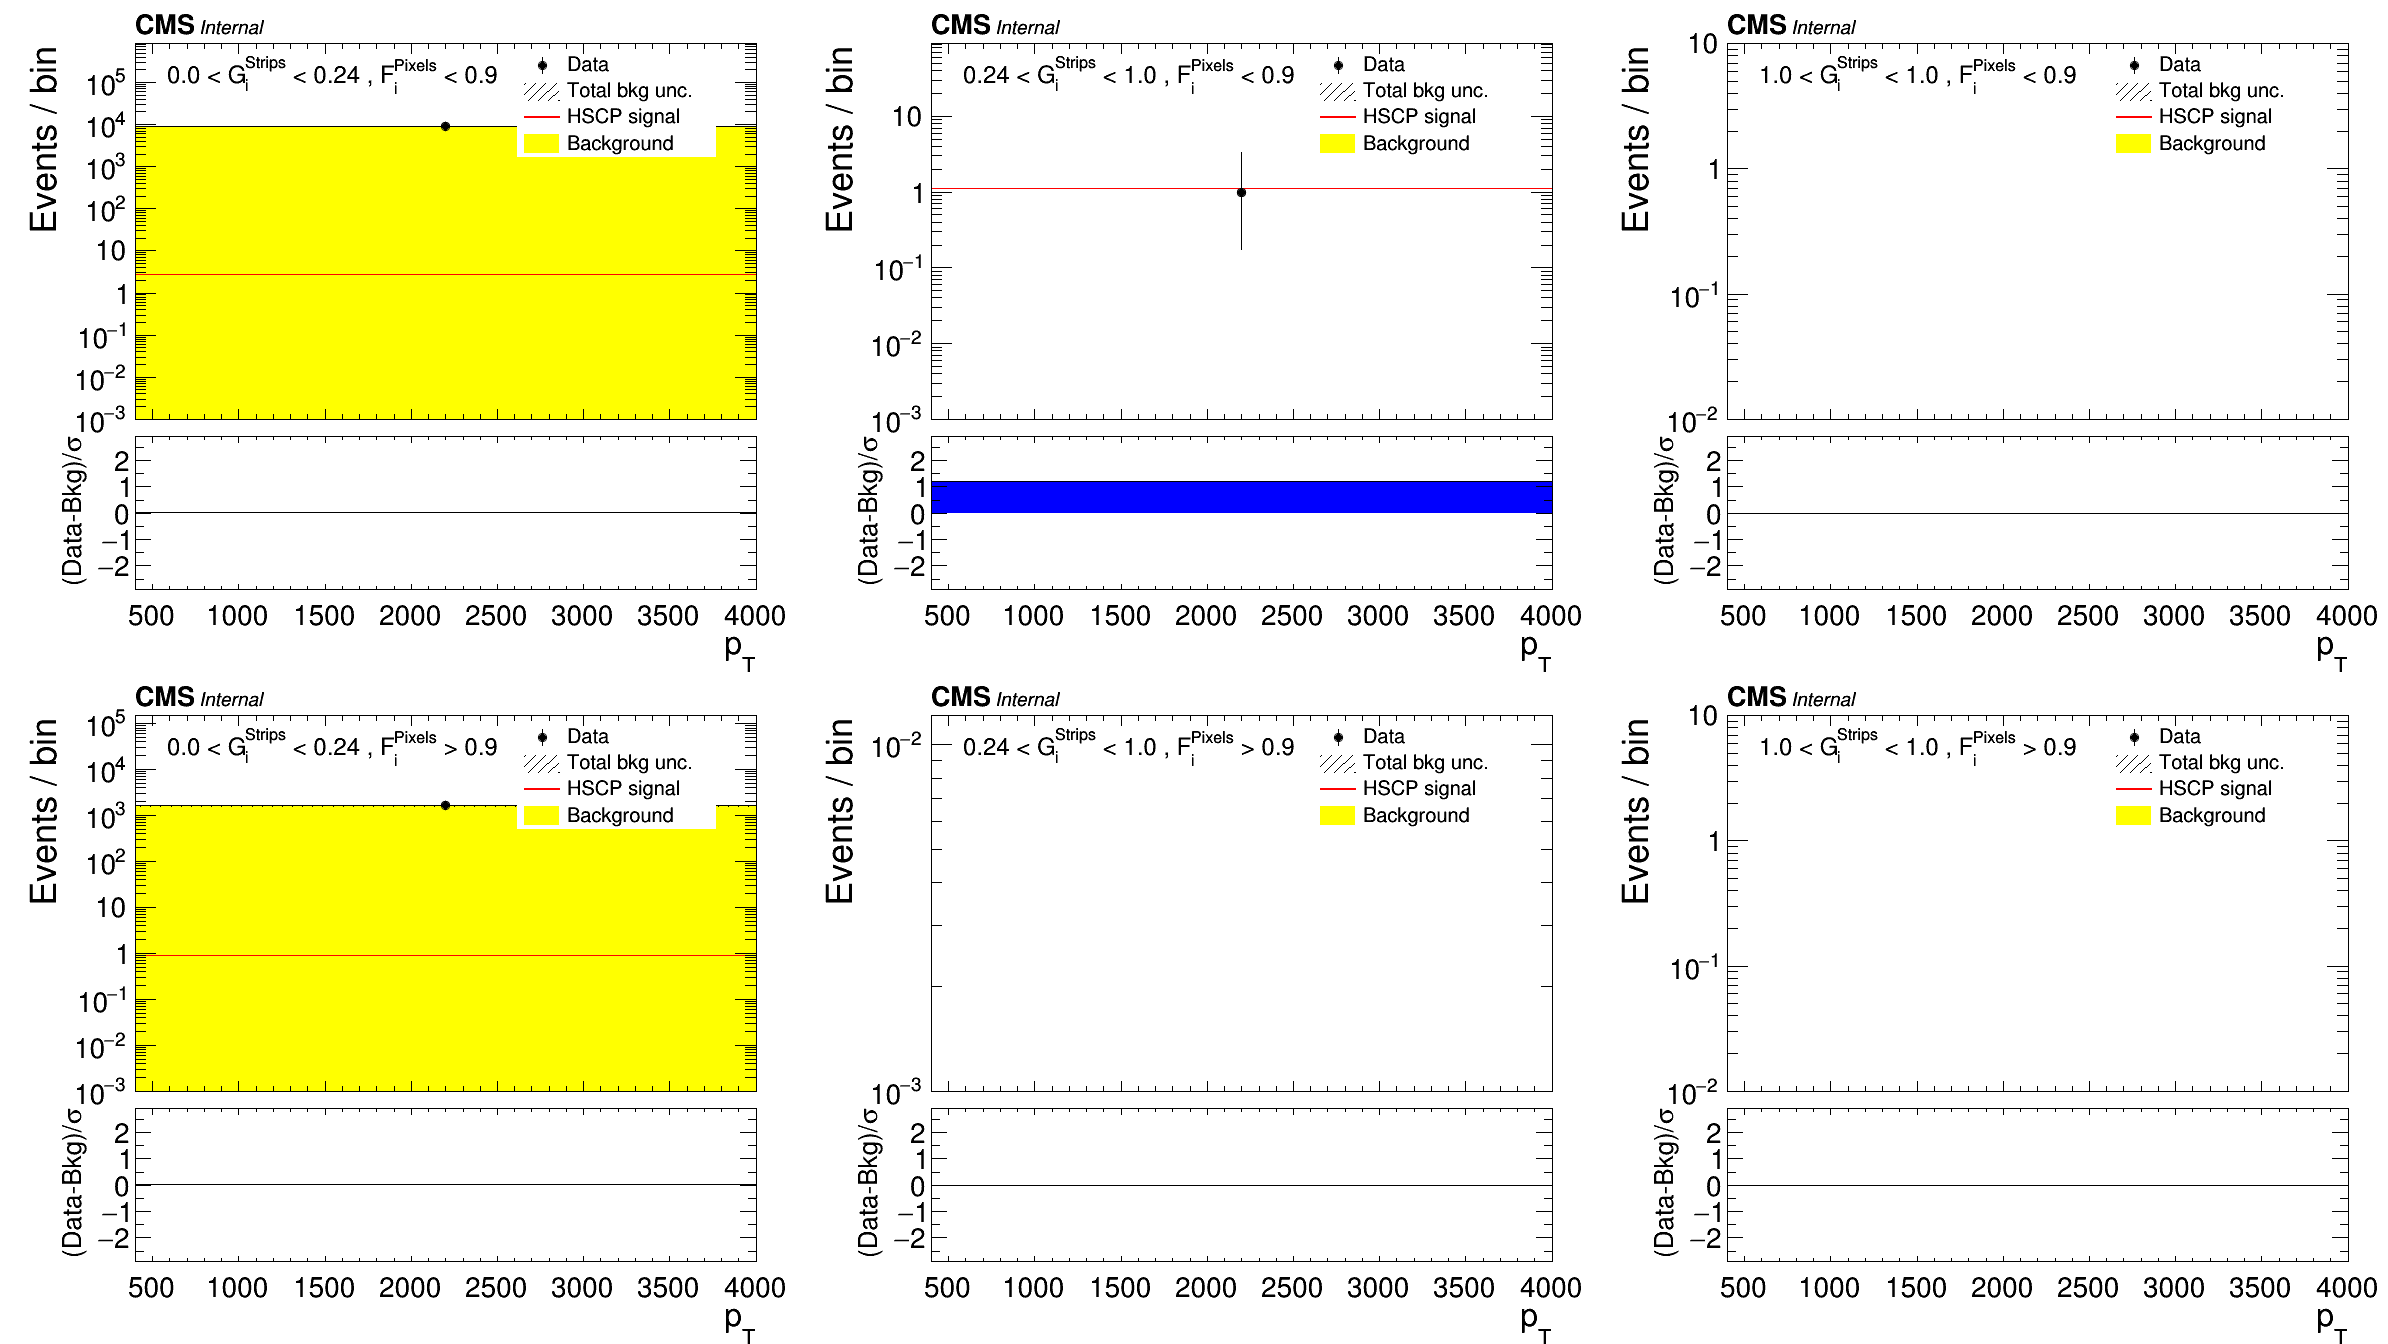 CMS Internal
Events / bin
0.0 < G_i^Strips < 0.24 , F_i^Pixels < 0.9
Data
Total bkg unc.
HSCP signal
Background
10^5
10^4
10^3
10^2
10
1
10^−1
10^−2
10^−3
(Data-Bkg)/σ
2
1
0
−1
−2
500 1000 1500 2000 2500 3000 3500 4000
p_T
CMS Internal
Events / bin
0.24 < G_i^Strips < 1.0 , F_i^Pixels < 0.9
Data
Total bkg unc.
HSCP signal
Background
10
1
10^−1
10^−2
10^−3
(Data-Bkg)/σ
2
1
0
−1
−2
500 1000 1500 2000 2500 3000 3500 4000
p_T
CMS Internal
Events / bin
1.0 < G_i^Strips < 1.0 , F_i^Pixels < 0.9
Data
Total bkg unc.
HSCP signal
Background
10
1
10^−1
10^−2
(Data-Bkg)/σ
2
1
0
−1
−2
500 1000 1500 2000 2500 3000 3500 4000
p_T
CMS Internal
Events / bin
0.0 < G_i^Strips < 0.24 , F_i^Pixels > 0.9
Data
Total bkg unc.
HSCP signal
Background
10^5
10^4
10^3
10^2
10
1
10^−1
10^−2
10^−3
(Data-Bkg)/σ
2
1
0
−1
−2
500 1000 1500 2000 2500 3000 3500 4000
p_T
CMS Internal
Events / bin
0.24 < G_i^Strips < 1.0 , F_i^Pixels > 0.9
Data
Total bkg unc.
HSCP signal
Background
10^−2
10^−3
(Data-Bkg)/σ
2
1
0
−1
−2
500 1000 1500 2000 2500 3000 3500 4000
p_T
CMS Internal
Events / bin
1.0 < G_i^Strips < 1.0 , F_i^Pixels > 0.9
Data
Total bkg unc.
HSCP signal
Background
10
1
10^−1
10^−2
(Data-Bkg)/σ
2
1
0
−1
−2
500 1000 1500 2000 2500 3000 3500 4000
p_T